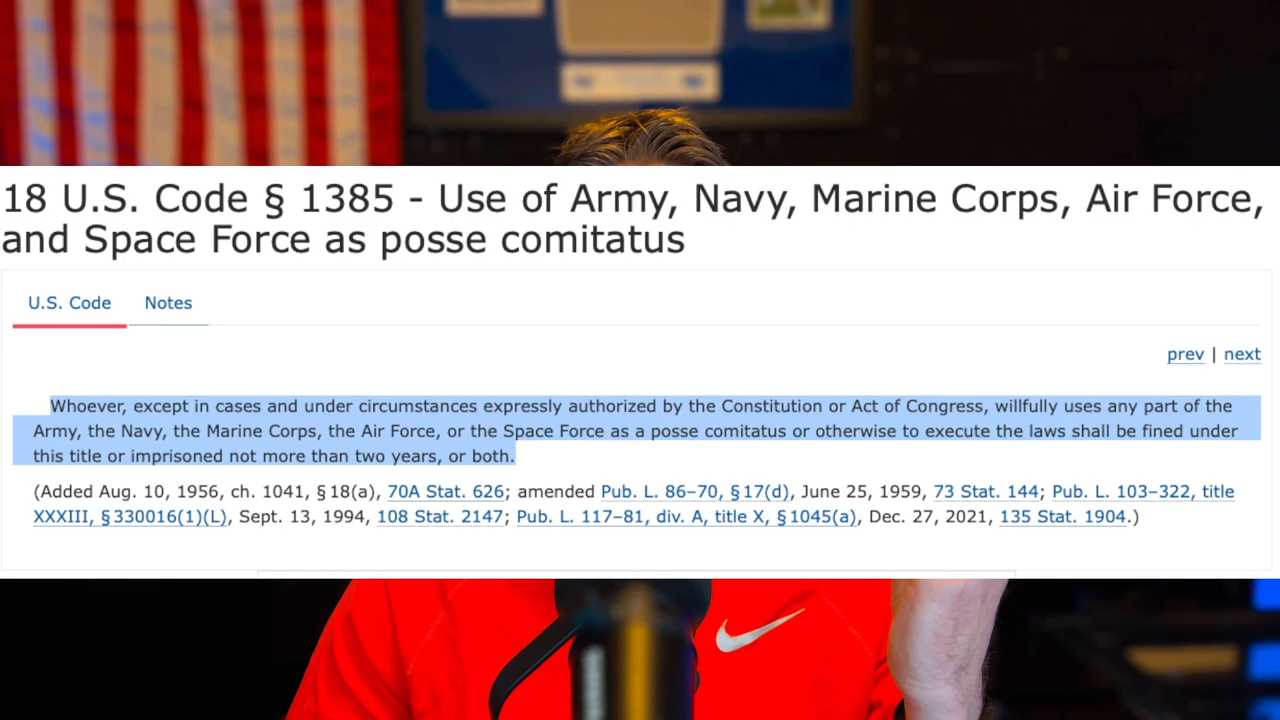 18 U.S. Code § 1385 - Use of Army, Navy, Marine Corps, Air Force,
and Space Force as posse comitatus
U.S. Code
Notes
prev | next
Whoever, except in cases and under circumstances expressly authorized by the Constitution or Act of Congress, willfully uses any part of the
Army, the Navy, the Marine Corps, the Air Force, or the Space Force as a posse comitatus or otherwise to execute the laws shall be fined under
this title or imprisoned not more than two years, or both.
(Added Aug. 10, 1956, ch. 1041, § 18(a), 70A Stat. 626; amended Pub. L. 86–70, § 17(d), June 25, 1959, 73 Stat. 144; Pub. L. 103–322, title
XXXIII, § 330016(1)(L), Sept. 13, 1994, 108 Stat. 2147; Pub. L. 117–81, div. A, title X, § 1045(a), Dec. 27, 2021, 135 Stat. 1904.)